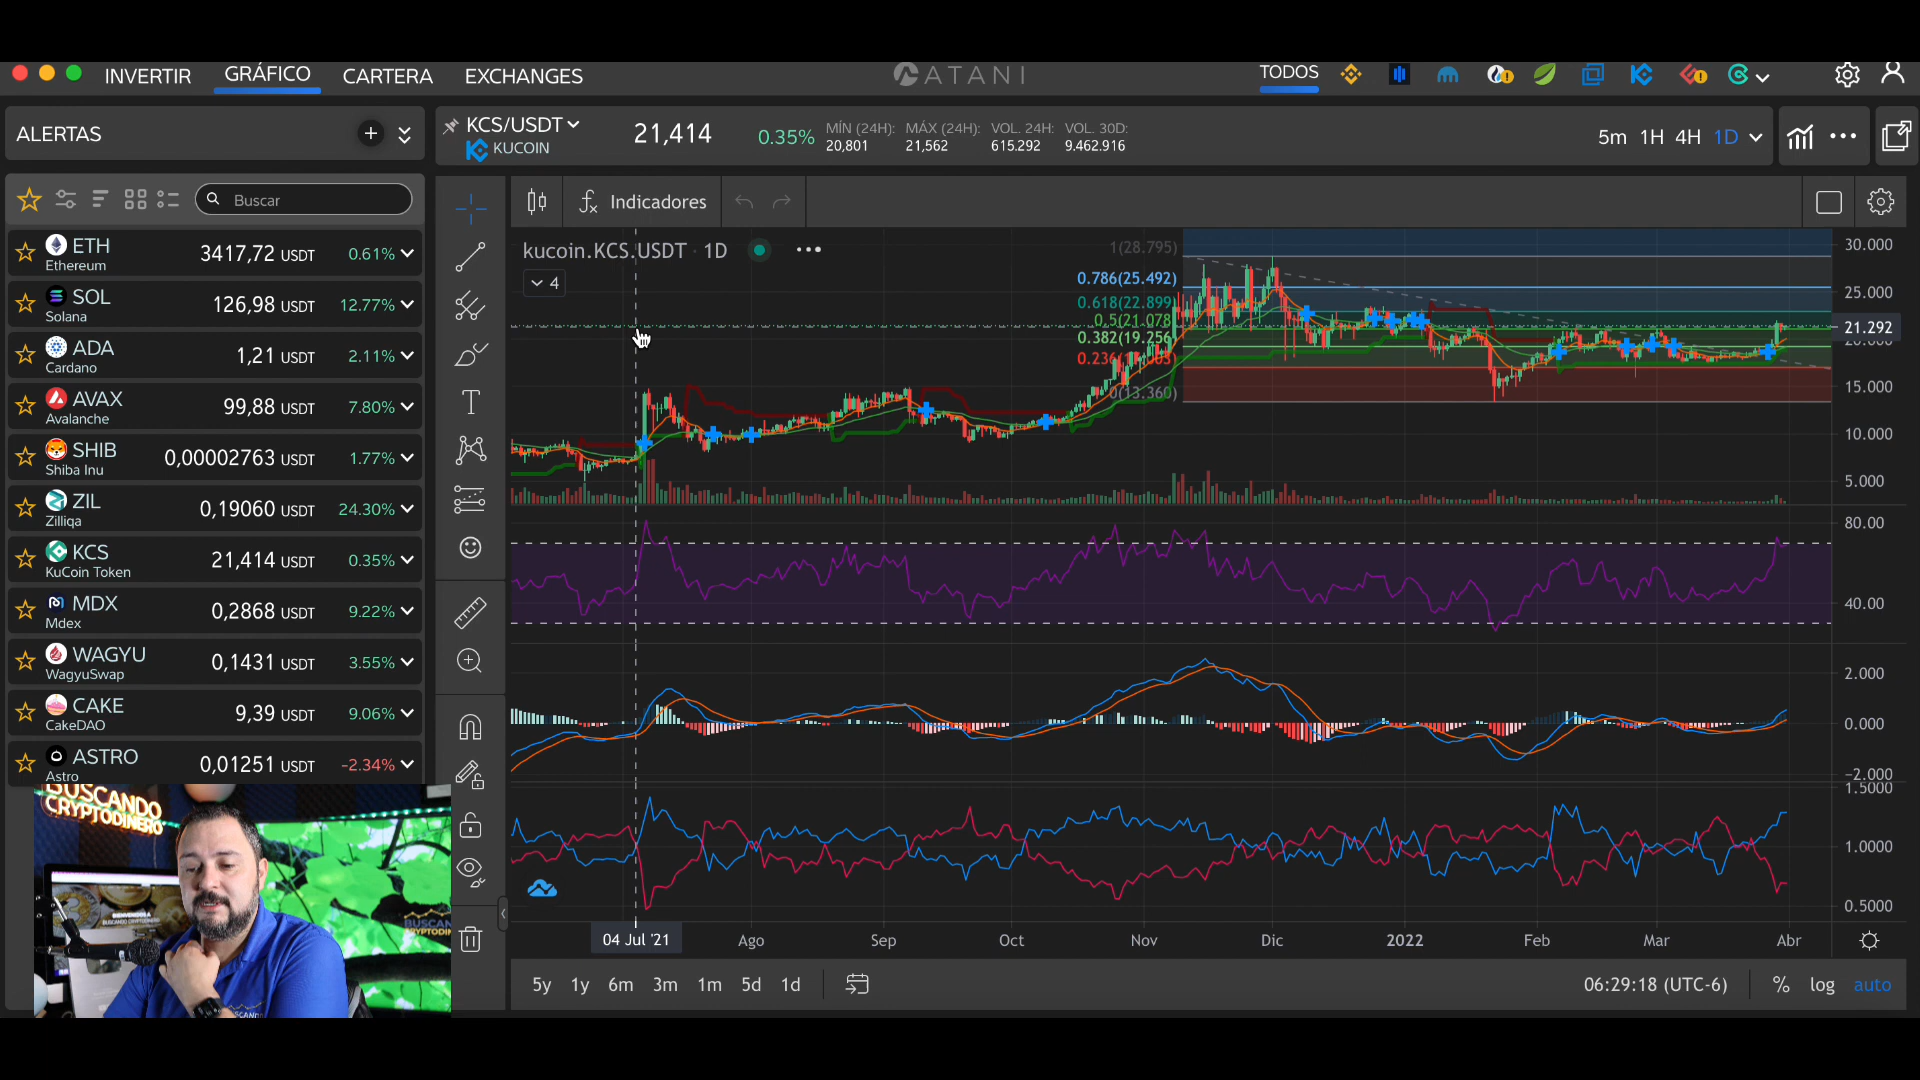 INVERTIR GRÁFICO CARTERA EXCHANGES ATANI TODOS
ALERTAS
KCS/USDT
KUCOIN
21,414
0.35%
MÍN (24H): MÁX (24H): VOL. 24H: VOL. 30D:
20,801 21,562 615.292 9.462.916
5m 1H 4H 1D
Buscar
Indicadores
kucoin.KCS.USDT · 1D
4
ETH 3417,72 USDT 0.61%
Ethereum
SOL 126,98 USDT 12.77%
Solana
ADA 1,21 USDT 2.11%
Cardano
AVAX 99,88 USDT 7.80%
Avalanche
SHIB 0,00002763 USDT 1.77%
Shiba Inu
ZIL 0,19060 USDT 24.30%
Zilliqa
KCS 21,414 USDT 0.35%
KuCoin Token
MDX 0,2868 USDT 9.22%
Mdex
WAGYU 0,1431 USDT 3.55%
WagyuSwap
CAKE 9,39 USDT 9.06%
CakeDAO
ASTRO 0,01251 USDT -2.34%
Astro
1(28.795)
0.786(25.492)
0.618(22.899)
0.5(21.078)
0.382(19.256)
0(13.360)
30.000
25.000
21.292
15.000
10.000
5.000
80.00
40.00
2.000
0.000
-2.000
1.5000
1.0000
0.5000
04 Jul '21 Ago Sep Oct Nov Dic 2022 Feb Mar Abr
5y 1y 6m 3m 1m 5d 1d
06:29:18 (UTC-6) % log auto
BUSCANDO
CRYPTODINERO
BIENVENIDOS A
BUSCANDO